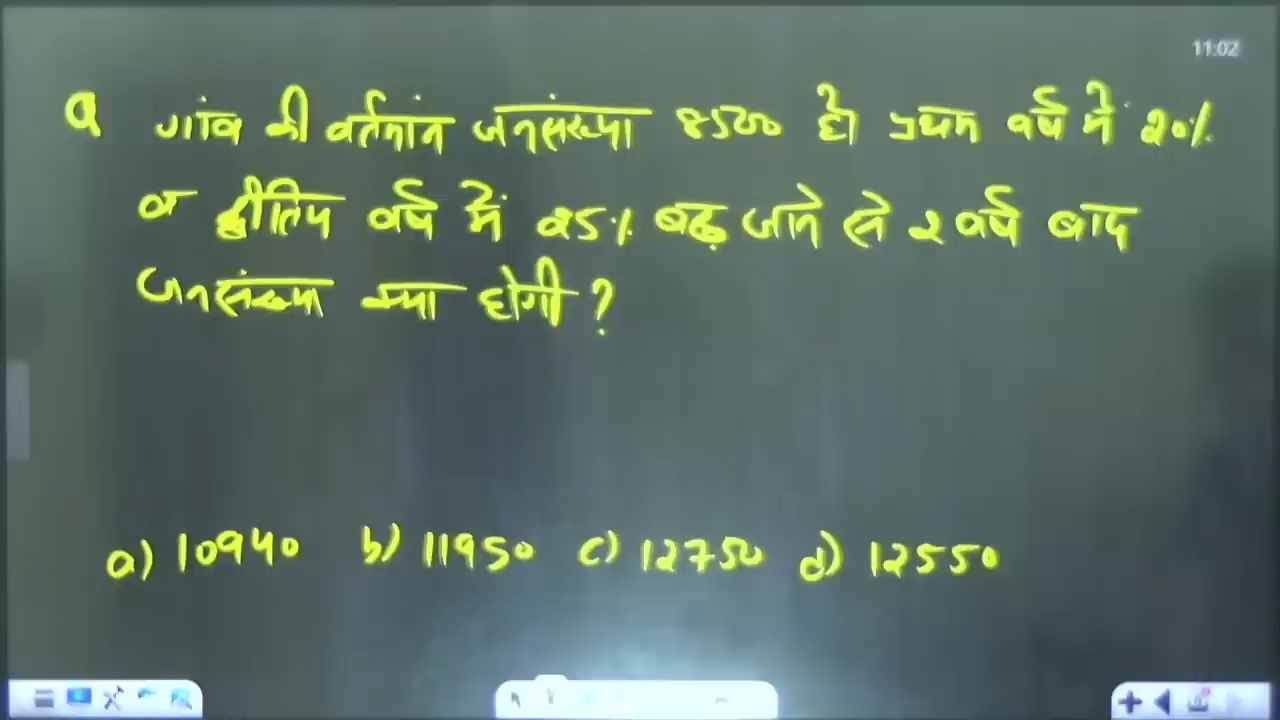 11:02
Q गांव की वर्तमांन जनसंख्या 8500 हो प्रथम वर्ष में 20%
व द्वीतिय वर्ष में 25% बढ़ जाने से 2 वर्ष बाद
जनसंख्या क्या होगी ?
a) 10940 b) 11950 c) 12750 d) 12550